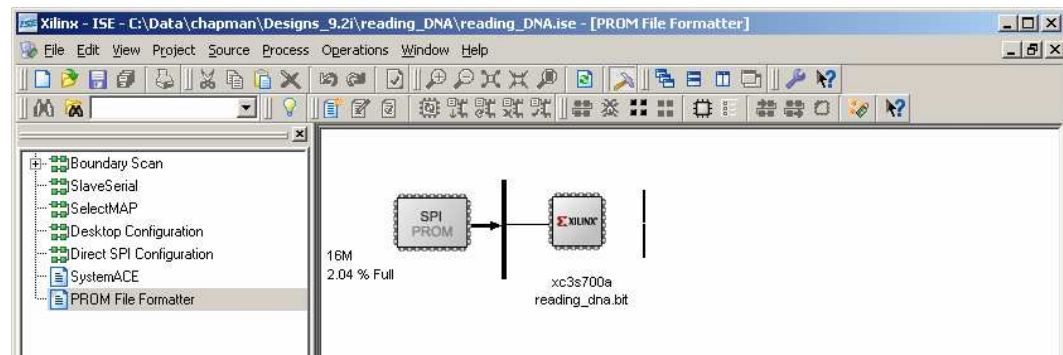 Xilinx - ISE - C:\Data\chapman\Designs_9.2i\reading_DNA\reading_DNA.ise - [PROM File Formatter]
File Edit View Project Source Process Operations Window Help
Boundary Scan
SlaveSerial
SelectMAP
Desktop Configuration
Direct SPI Configuration
SystemACE
PROM File Formatter
SPI
PROM
16M
2.04 % Full
XILINX
xc3s700a
reading_dna.bit